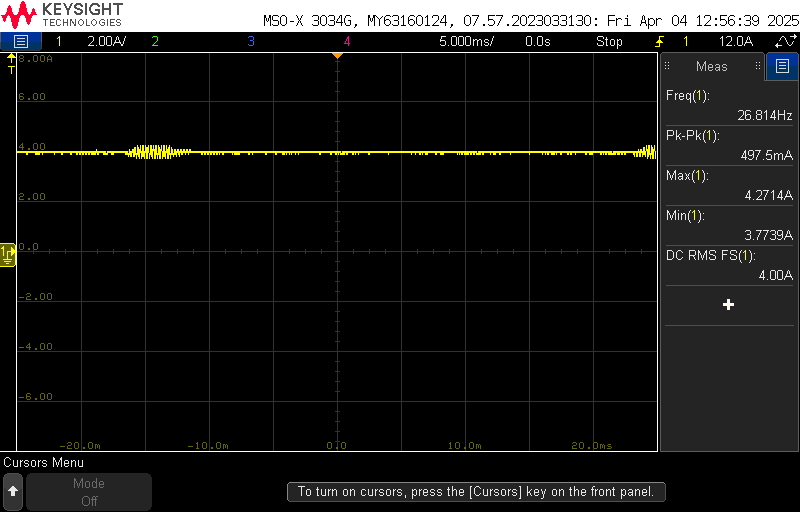 KEYSIGHT
TECHNOLOGIES
MSO-X 3034G, MY63160124, 07.57.2023033130: Fri Apr 04 12:56:39 2025
1 2.00A/ 2 3 4 5.000ms/ 0.0s Stop 1 12.0A
T
8.00A
6.00
4.00
2.00
0.0
1
-2.00
-4.00
-6.00
-20.0m -10.0m 0.0 10.0m 20.0ms
Meas
Freq(1):
26.814Hz
Pk-Pk(1):
497.5mA
Max(1):
4.2714A
Min(1):
3.7739A
DC RMS FS(1):
4.00A
Cursors Menu
Mode
Off
To turn on cursors, press the [Cursors] key on the front panel.